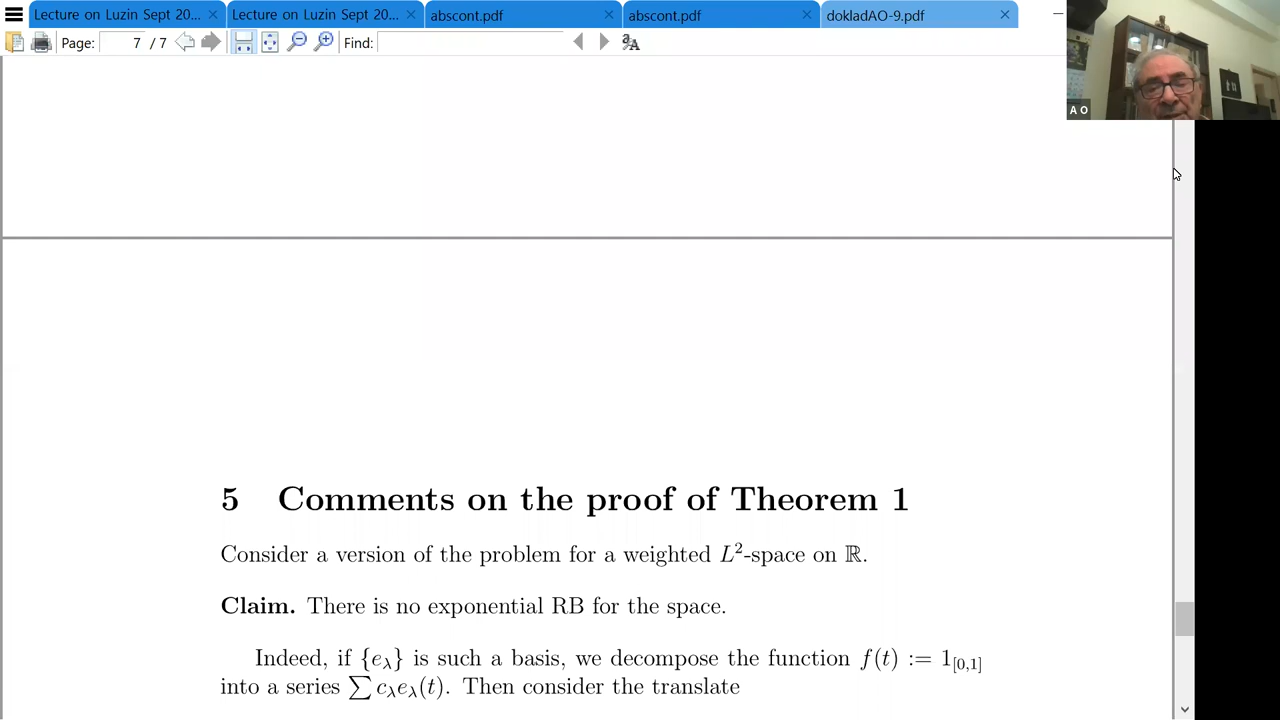 Lecture on Luzin Sept 20...
Lecture on Luzin Sept 20...
abscont.pdf
abscont.pdf
dokladAO-9.pdf
Page: 7 / 7
Find:
A O
5 Comments on the proof of Theorem 1
Consider a version of the problem for a weighted L²-space on ℝ.
Claim. There is no exponential RB for the space.
Indeed, if {e_λ} is such a basis, we decompose the function f(t) := 1_[0,1]
into a series ∑ c_λ e_λ(t). Then consider the translate